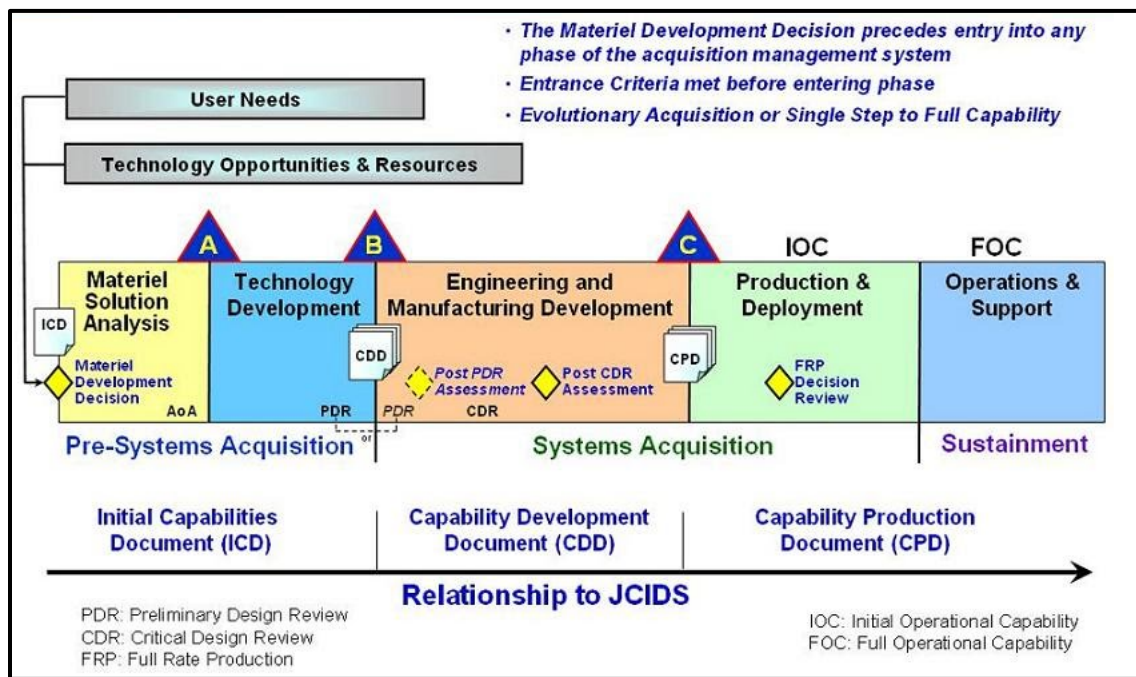 · The Materiel Development Decision precedes entry into any
phase of the acquisition management system
· Entrance Criteria met before entering phase
· Evolutionary Acquisition or Single Step to Full Capability
User Needs
Technology Opportunities & Resources
A
B
C
IOC
FOC
Materiel
Solution
Analysis
ICD
Materiel
Development
Decision
AoA
Technology
Development
PDR
or
PDR
CDD
Engineering and
Manufacturing Development
Post PDR
Assessment
Post CDR
Assessment
CDR
CPD
Production &
Deployment
FRP
Decision
Review
Operations &
Support
Pre-Systems Acquisition
Systems Acquisition
Sustainment
Initial Capabilities
Document (ICD)
Capability Development
Document (CDD)
Capability Production
Document (CPD)
Relationship to JCIDS
PDR: Preliminary Design Review
CDR: Critical Design Review
FRP: Full Rate Production
IOC: Initial Operational Capability
FOC: Full Operational Capability